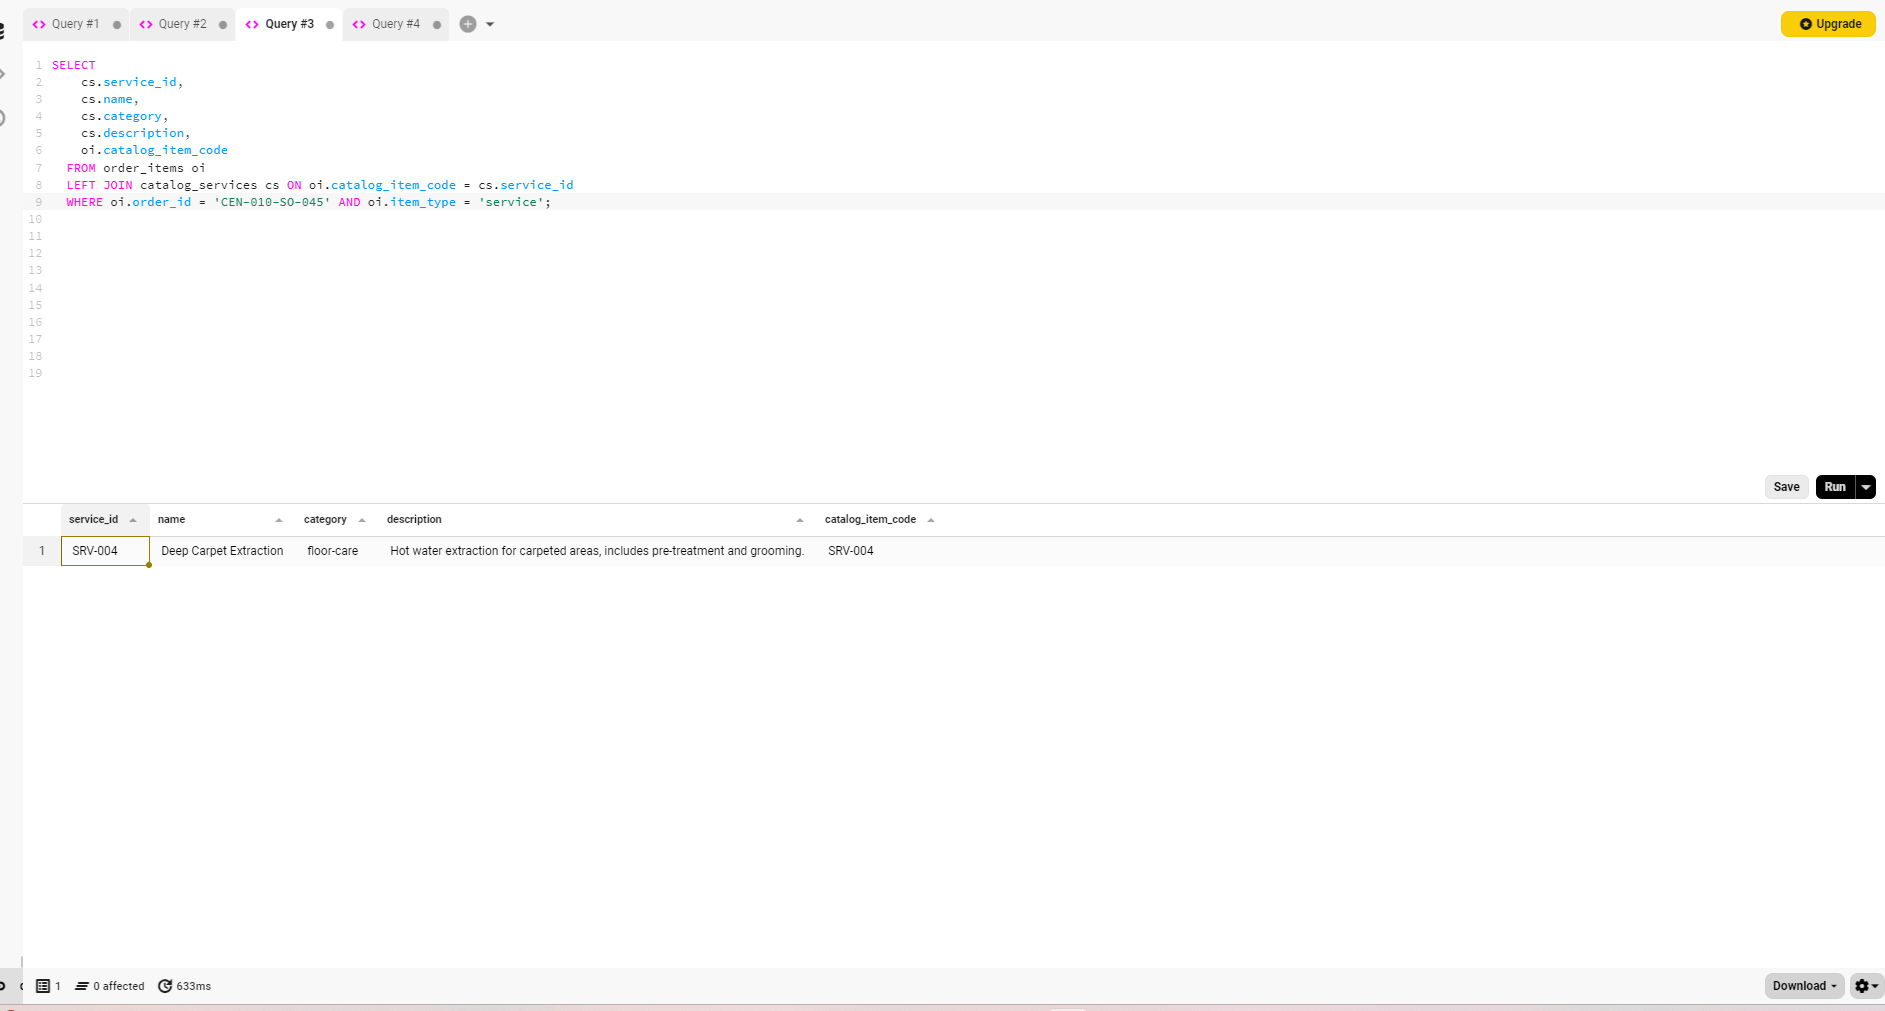 Query #1 Query #2 Query #3 Query #4 Upgrade
1 SELECT
2 cs.service_id,
3 cs.name,
4 cs.category,
5 cs.description,
6 oi.catalog_item_code
7 FROM order_items oi
8 LEFT JOIN catalog_services cs ON oi.catalog_item_code = cs.service_id
9 WHERE oi.order_id = 'CEN-010-SO-045' AND oi.item_type = 'service';
10
11
12
13
14
15
16
17
18
19
Save Run
service_id name category description catalog_item_code
1 SRV-004 Deep Carpet Extraction floor-care Hot water extraction for carpeted areas, includes pre-treatment and grooming. SRV-004
1 0 affected 633ms Download